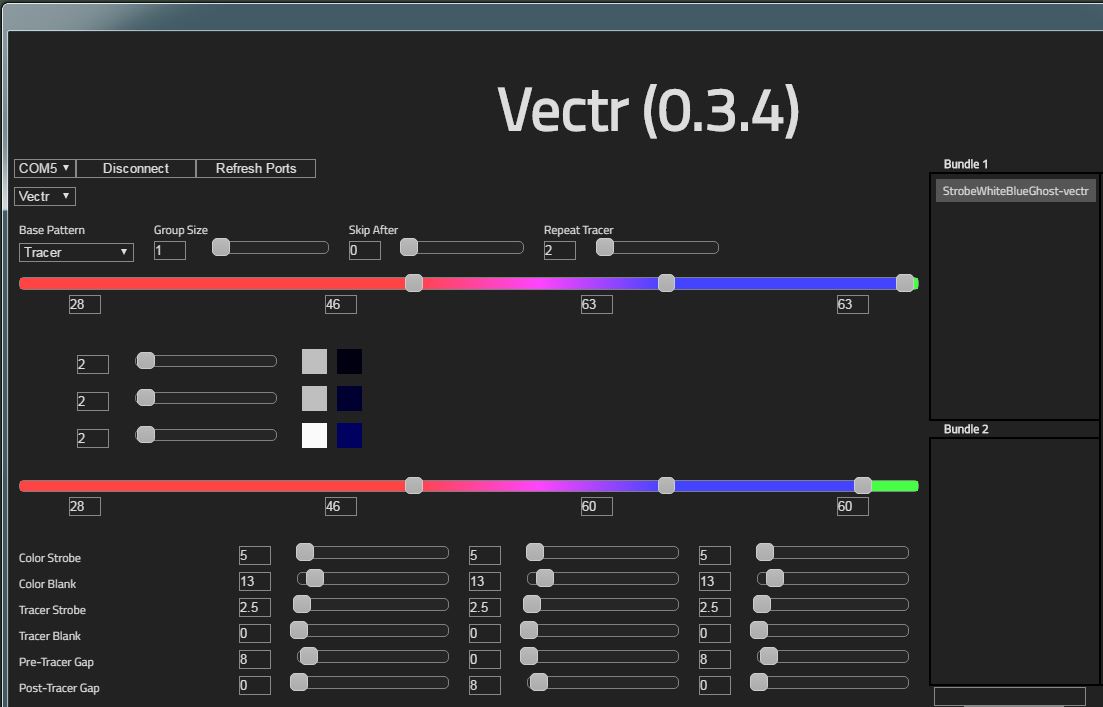 Vectr (0.3.4)
COM5 Disconnect Refresh Ports
Vectr
Bundle 1
StrobeWhiteBlueGhost-vectr
Base Pattern Group Size Skip After Repeat Tracer
Tracer 1 0 2
28 46 63 63
2
2
2
Bundle 2
28 46 60 60
Color Strobe 5 5 5
Color Blank 13 13 13
Tracer Strobe 2.5 2.5 2.5
Tracer Blank 0 0 0
Pre-Tracer Gap 8 0 8
Post-Tracer Gap 0 8 0